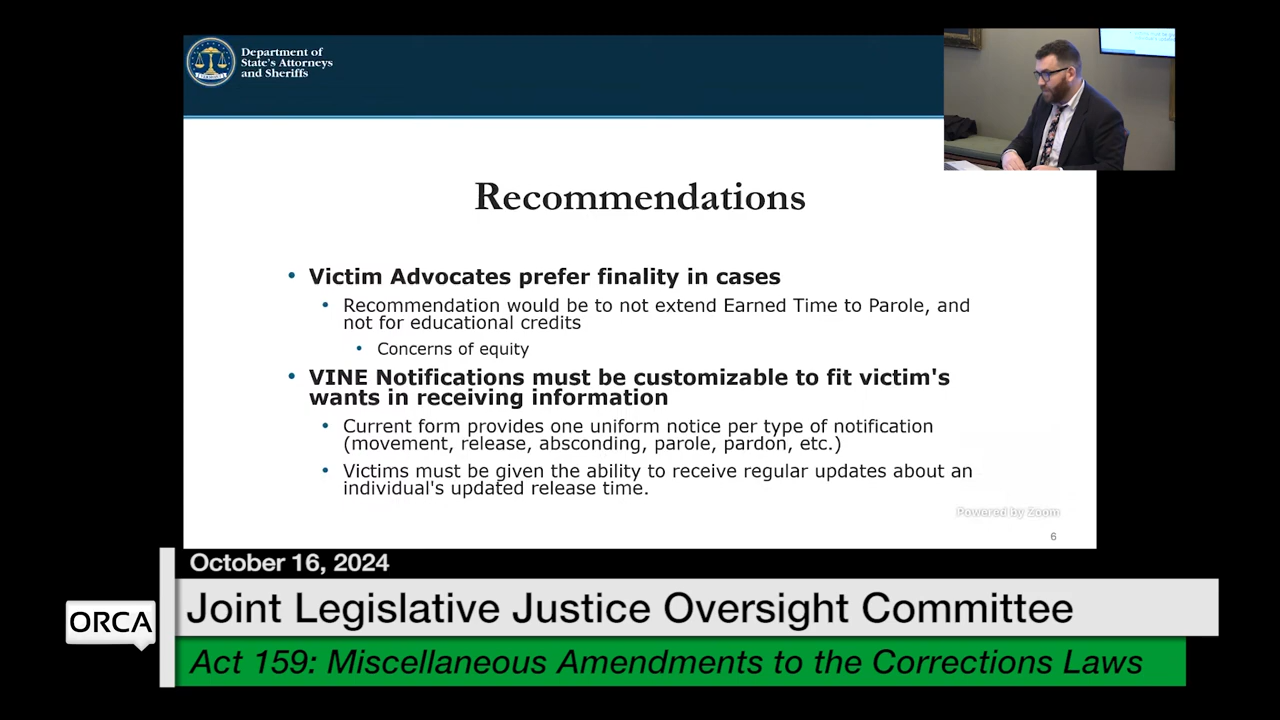 Department of
State's Attorneys
and Sheriffs
Recommendations
• Victim Advocates prefer finality in cases
• Recommendation would be to not extend Earned Time to Parole, and
not for educational credits
• Concerns of equity
• VINE Notifications must be customizable to fit victim's
wants in receiving information
• Current form provides one uniform notice per type of notification
(movement, release, absconding, parole, pardon, etc.)
• Victims must be given the ability to receive regular updates about an
individual's updated release time.
Powered by Zoom
6
October 16, 2024
ORCA
Joint Legislative Justice Oversight Committee
Act 159: Miscellaneous Amendments to the Corrections Laws